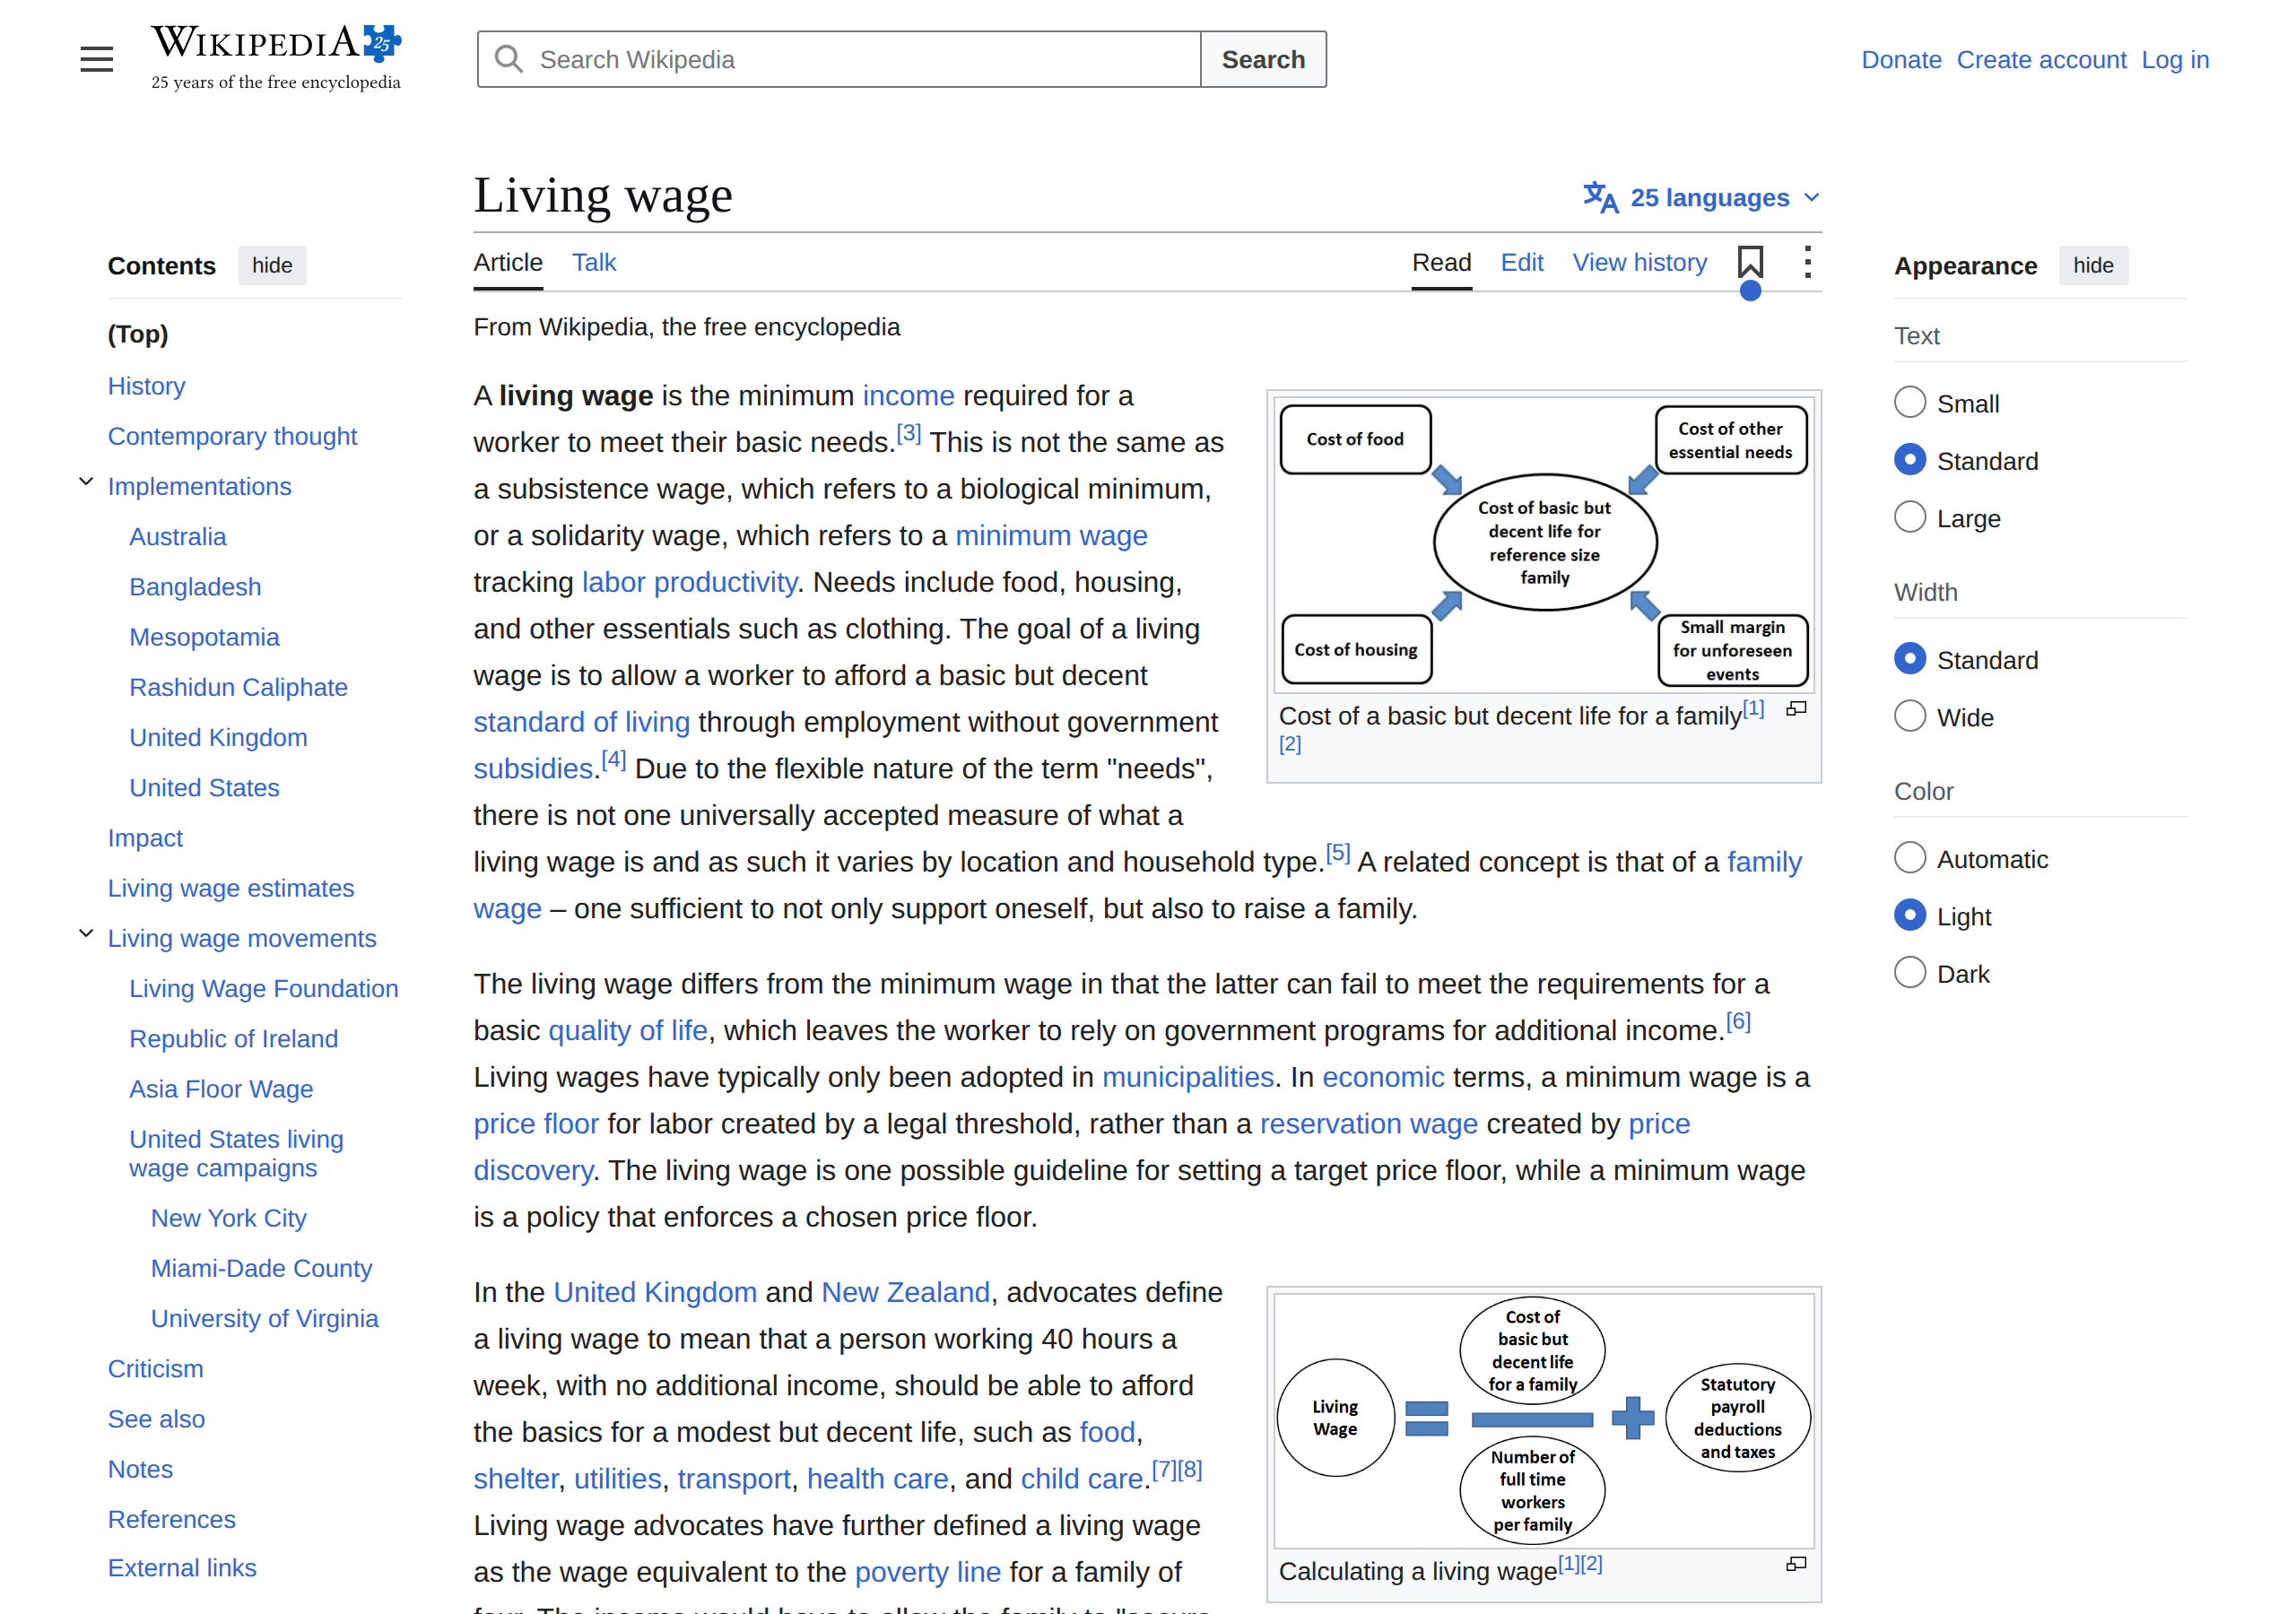 WIKIPEDIA 25
25 years of the free encyclopedia
Search Wikipedia
Search
Donate Create account Log in
Living wage
25 languages
Contents hide
(Top)
History
Contemporary thought
Implementations
Australia
Bangladesh
Mesopotamia
Rashidun Caliphate
United Kingdom
United States
Impact
Living wage estimates
Living wage movements
Living Wage Foundation
Republic of Ireland
Asia Floor Wage
United States living
wage campaigns
New York City
Miami-Dade County
University of Virginia
Criticism
See also
Notes
References
External links
Article Talk
Read Edit View history
From Wikipedia, the free encyclopedia
A living wage is the minimum income required for a
worker to meet their basic needs.[3] This is not the same as
a subsistence wage, which refers to a biological minimum,
or a solidarity wage, which refers to a minimum wage
tracking labor productivity. Needs include food, housing,
and other essentials such as clothing. The goal of a living
wage is to allow a worker to afford a basic but decent
standard of living through employment without government
subsidies.[4] Due to the flexible nature of the term "needs",
there is not one universally accepted measure of what a
living wage is and as such it varies by location and household type.[5] A related concept is that of a family
wage – one sufficient to not only support oneself, but also to raise a family.
Cost of food
Cost of other
essential needs
Cost of basic but
decent life for
reference size
family
Cost of housing
Small margin
for unforeseen
events
Cost of a basic but decent life for a family[1]
[2]
The living wage differs from the minimum wage in that the latter can fail to meet the requirements for a
basic quality of life, which leaves the worker to rely on government programs for additional income.[6]
Living wages have typically only been adopted in municipalities. In economic terms, a minimum wage is a
price floor for labor created by a legal threshold, rather than a reservation wage created by price
discovery. The living wage is one possible guideline for setting a target price floor, while a minimum wage
is a policy that enforces a chosen price floor.
In the United Kingdom and New Zealand, advocates define
a living wage to mean that a person working 40 hours a
week, with no additional income, should be able to afford
the basics for a modest but decent life, such as food,
shelter, utilities, transport, health care, and child care.[7][8]
Living wage advocates have further defined a living wage
as the wage equivalent to the poverty line for a family of
four. The income would have to allow the family to "secure
Living
Wage
Cost of
basic but
decent life
for a family
Number of
full time
workers
per family
Statutory
payroll
deductions
and taxes
Calculating a living wage[1][2]
Appearance hide
Text
Small
Standard
Large
Width
Standard
Wide
Color
Automatic
Light
Dark